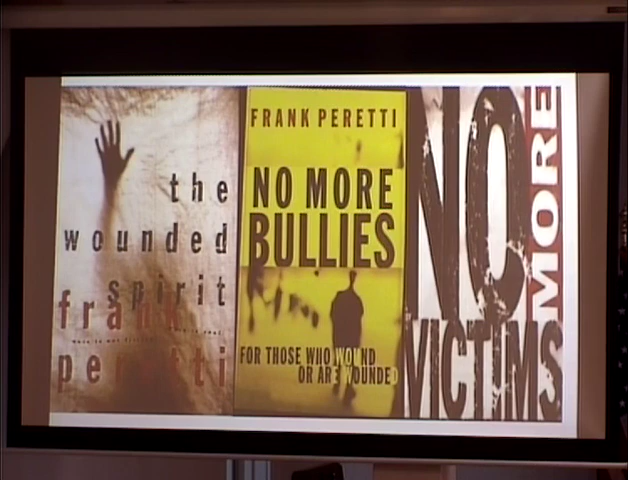 the
wounded
spirit
frank
peretti
FRANK PERETTI
NO MORE
BULLIES
FOR THOSE WHO WOUND
OR ARE WOUNDED
NO
MORE
VICTIMS